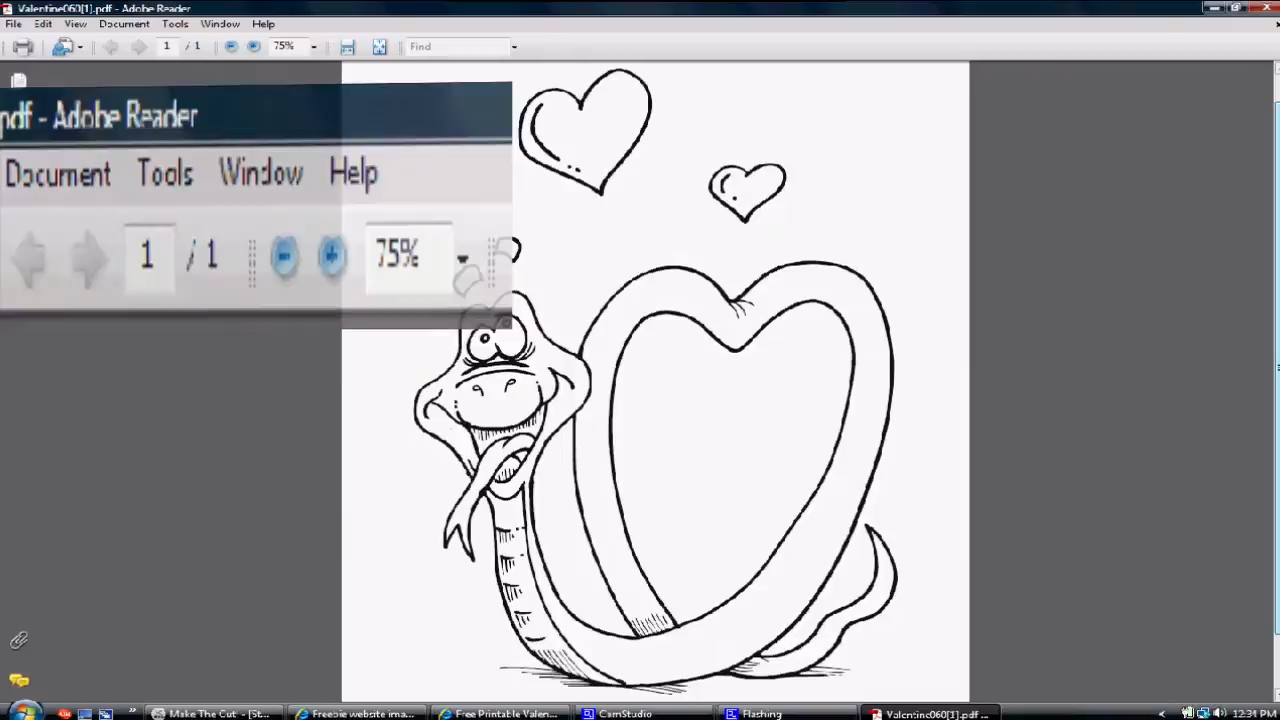 Valentine060[1].pdf - Adobe Reader
File Edit View Document Tools Window Help
1 / 1 75% Find
pdf - Adobe Reader
Document Tools Window Help
1 / 1 75%
Make The Cut! - [St... Freebie website ima... Free Printable Valen... CamStudio Flashing Valentine060[1].pdf ... 12:34 PM